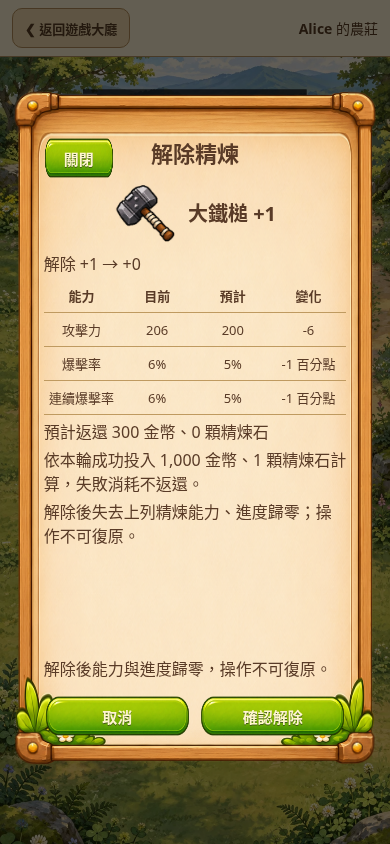 ❮ 返回遊戲大廳
Alice 的農莊
關閉
解除精煉
大鐵槌 +1
解除 +1 → +0
能力 目前 預計 變化
攻擊力 206 200 -6
爆擊率 6% 5% -1 百分點
連續爆擊率 6% 5% -1 百分點
預計返還 300 金幣、0 顆精煉石
依本輪成功投入 1,000 金幣、1 顆精煉石計
算，失敗消耗不返還。
解除後失去上列精煉能力、進度歸零；操
作不可復原。
解除後能力與進度歸零，操作不可復原。
取消
確認解除